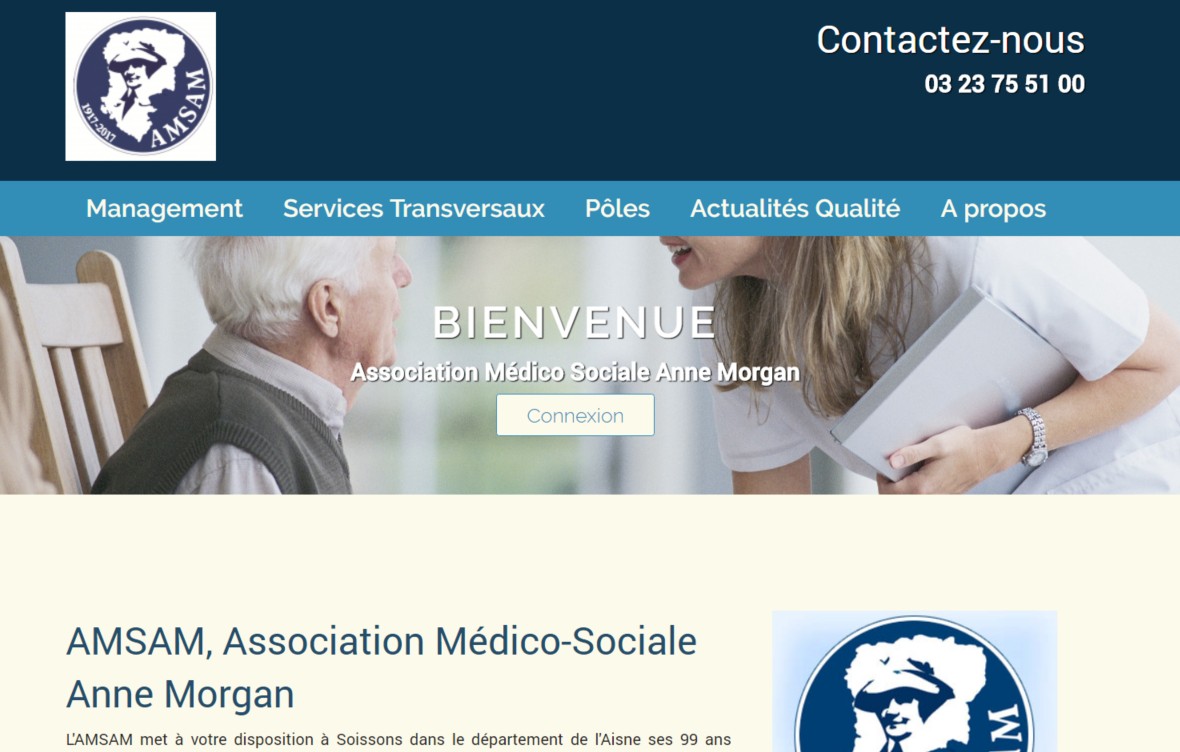 AMSAM
1917-2017
Contactez-nous
03 23 75 51 00
Management Services Transversaux Pôles Actualités Qualité A propos
BIENVENUE
Association Médico Sociale Anne Morgan
Connexion
AMSAM, Association Médico-Sociale
Anne Morgan
L'AMSAM met à votre disposition à Soissons dans le département de l'Aisne ses 99 ans
M